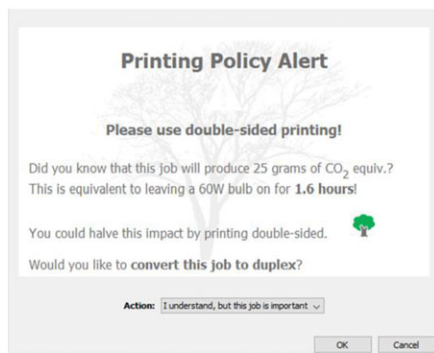 Printing Policy Alert
Please use double-sided printing!
Did you know that this job will produce 25 grams of CO2 equiv.?
This is equivalent to leaving a 60W bulb on for 1.6 hours!
You could halve this impact by printing double-sided.
Would you like to convert this job to duplex?
Action: I understand, but this job is important
OK Cancel